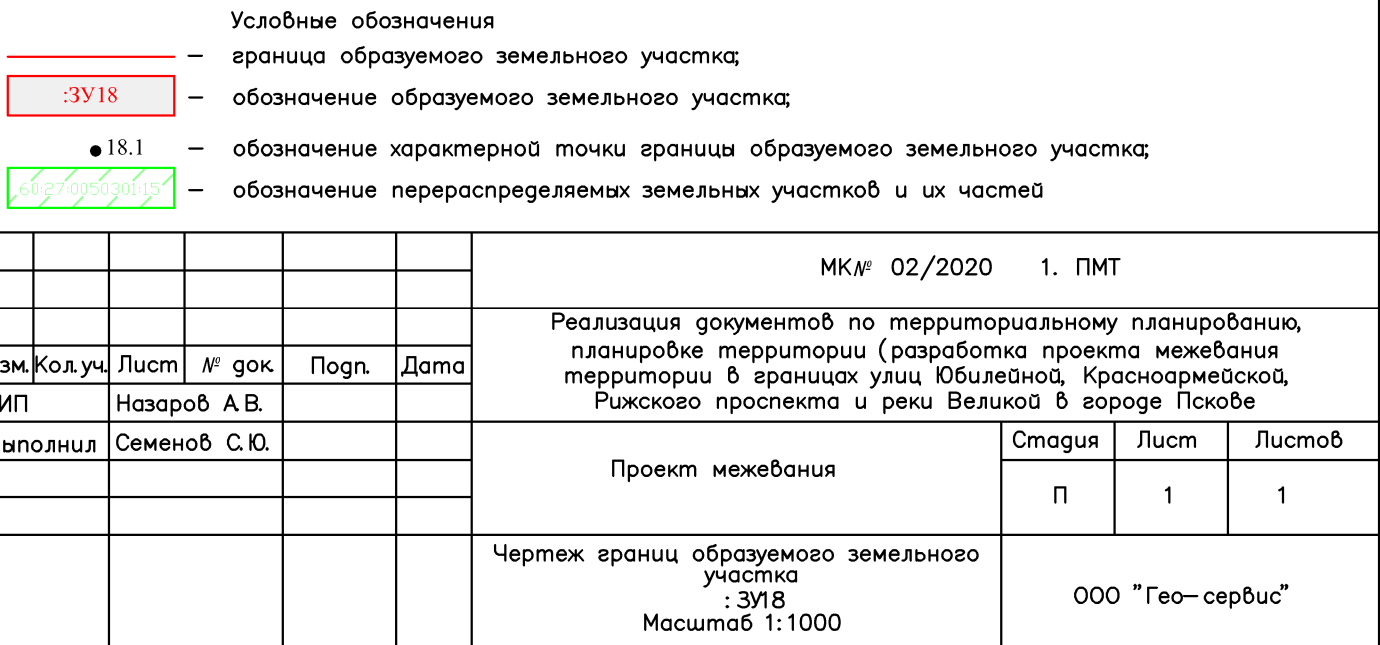 Условные обозначения
— граница образуемого земельного участка;
:ЗУ18 — обозначение образуемого земельного участка;
18.1 — обозначение характерной точки границы образуемого земельного участка;
60:27:0050301:15 — обозначение перераспределяемых земельных участков и их частей
МК№ 02/2020 1. ПМТ
Реализация документов по территориальному планированию,
планировке территории (разработка проекта межевания
территории в границах улиц Юбилейной, Красноармейской,
Рижского проспекта и реки Великой в городе Пскове
зм. Кол.уч. Лист № док. Подп. Дата
ИП Назаров А.В.
ыполнил Семенов С.Ю.
Проект межевания
Стадия Лист Листов
П 1 1
Чертеж границ образуемого земельного
участка
:ЗУ18
Масштаб 1:1000
ООО "Гео—сервис"